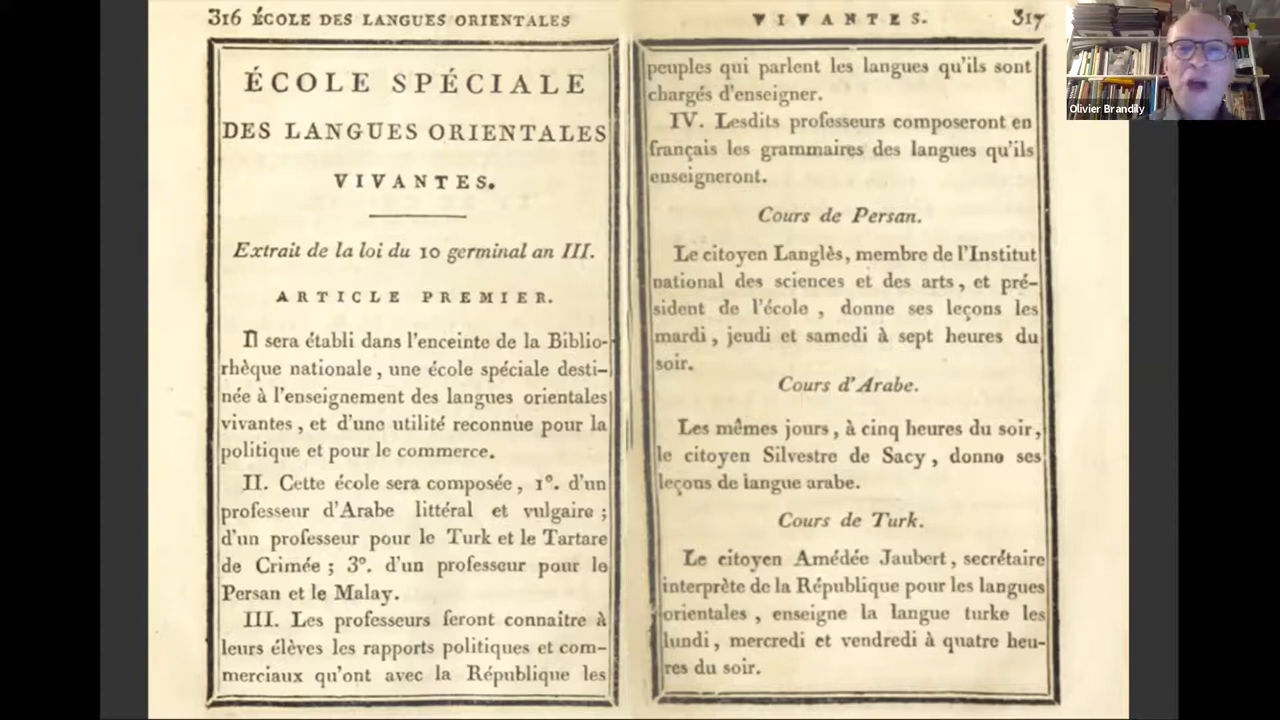 316 ÉCOLE DES LANGUES ORIENTALES
ÉCOLE SPÉCIALE
DES LANGUES ORIENTALES
VIVANTES.
Extrait de la loi du 10 germinal an III.
ARTICLE PREMIER.
Il sera établi dans l'enceinte de la Biblio-
rhèque nationale, une école spéciale desti-
née à l'enseignement des langues orientales
vivantes, et d'une utilité reconnue pour la
politique et pour le commerce.
II. Cette école sera composée, 1°. d'un
professeur d'Arabe littéral et vulgaire;
d'un professeur pour le Turk et le Tartare
de Crimée; 3°. d'un professeur pour le
Persan et le Malay.
III. Les professeurs feront connaître à
leurs élèves les rapports politiques et com-
merciaux qu'ont avec la République les
VIVANTES. 317
peuples qui parlent les langues qu'ils sont
chargés d'enseigner.
IV. Lesdits professeurs composeront en
français les grammaires des langues qu'ils
enseigneront.
Cours de Persan.
Le citoyen Langlès, membre de l'Institut
national des sciences et des arts, et pré-
sident de l'école, donne ses leçons les
mardi, jeudi et samedi à sept heures du
soir.
Cours d'Arabe.
Les mêmes jours, à cinq heures du soir,
le citoyen Silvestre de Sacy, donne ses
leçons de langue arabe.
Cours de Turk.
Le citoyen Amédée Jaubert, secrétaire
interprète de la République pour les langues
orientales, enseigne la langue turke les
lundi, mercredi et vendredi à quatre heu-
res du soir.
Olivier Brandily